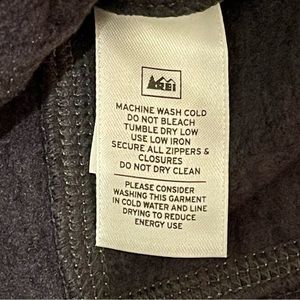 REI
MACHINE WASH COLD
DO NOT BLEACH
TUMBLE DRY LOW
USE LOW IRON
SECURE ALL ZIPPERS &
CLOSURES
DO NOT DRY CLEAN
PLEASE CONSIDER
WASHING THIS GARMENT
IN COLD WATER AND LINE
DRYING TO REDUCE
ENERGY USE